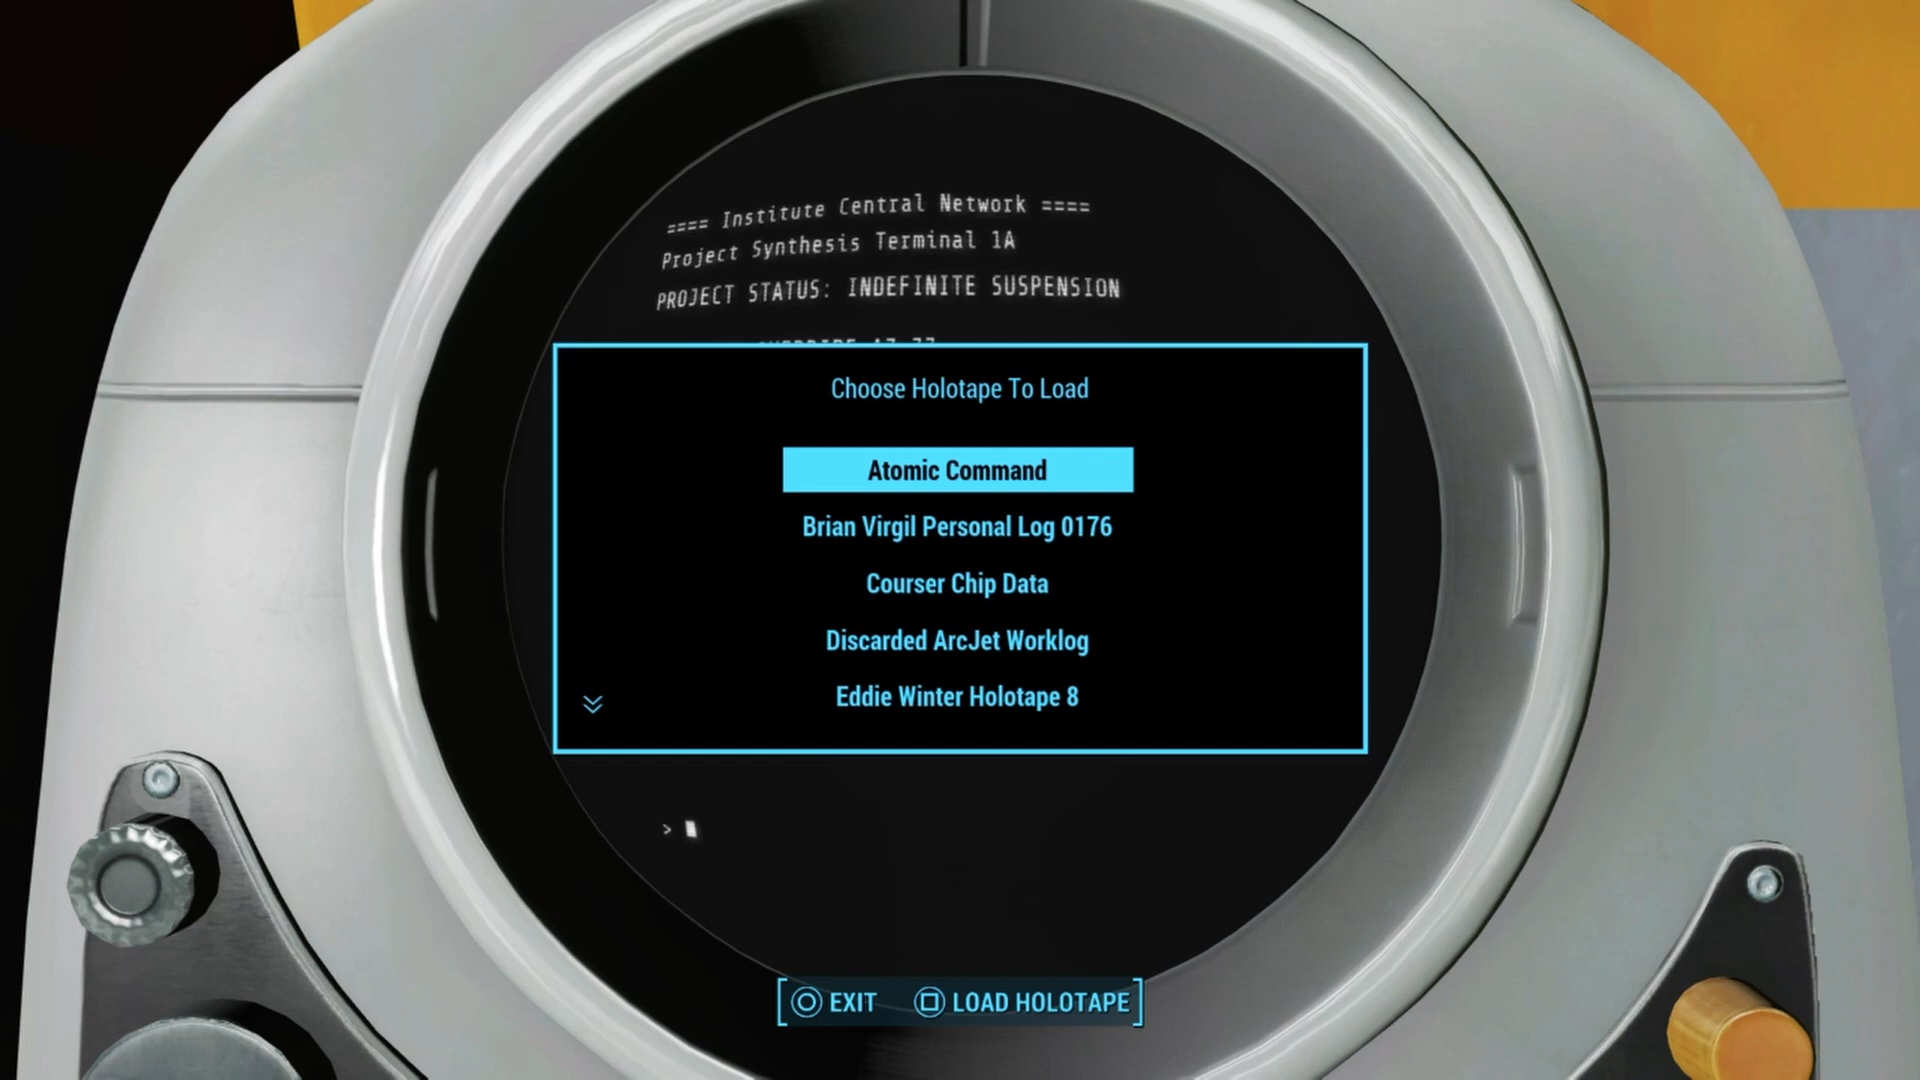 ==== Institute Central Network ====
Project Synthesis Terminal 1A
PROJECT STATUS: INDEFINITE SUSPENSION
Choose Holotape To Load
Atomic Command
Brian Virgil Personal Log 0176
Courser Chip Data
Discarded ArcJet Worklog
Eddie Winter Holotape 8
>
EXIT LOAD HOLOTAPE